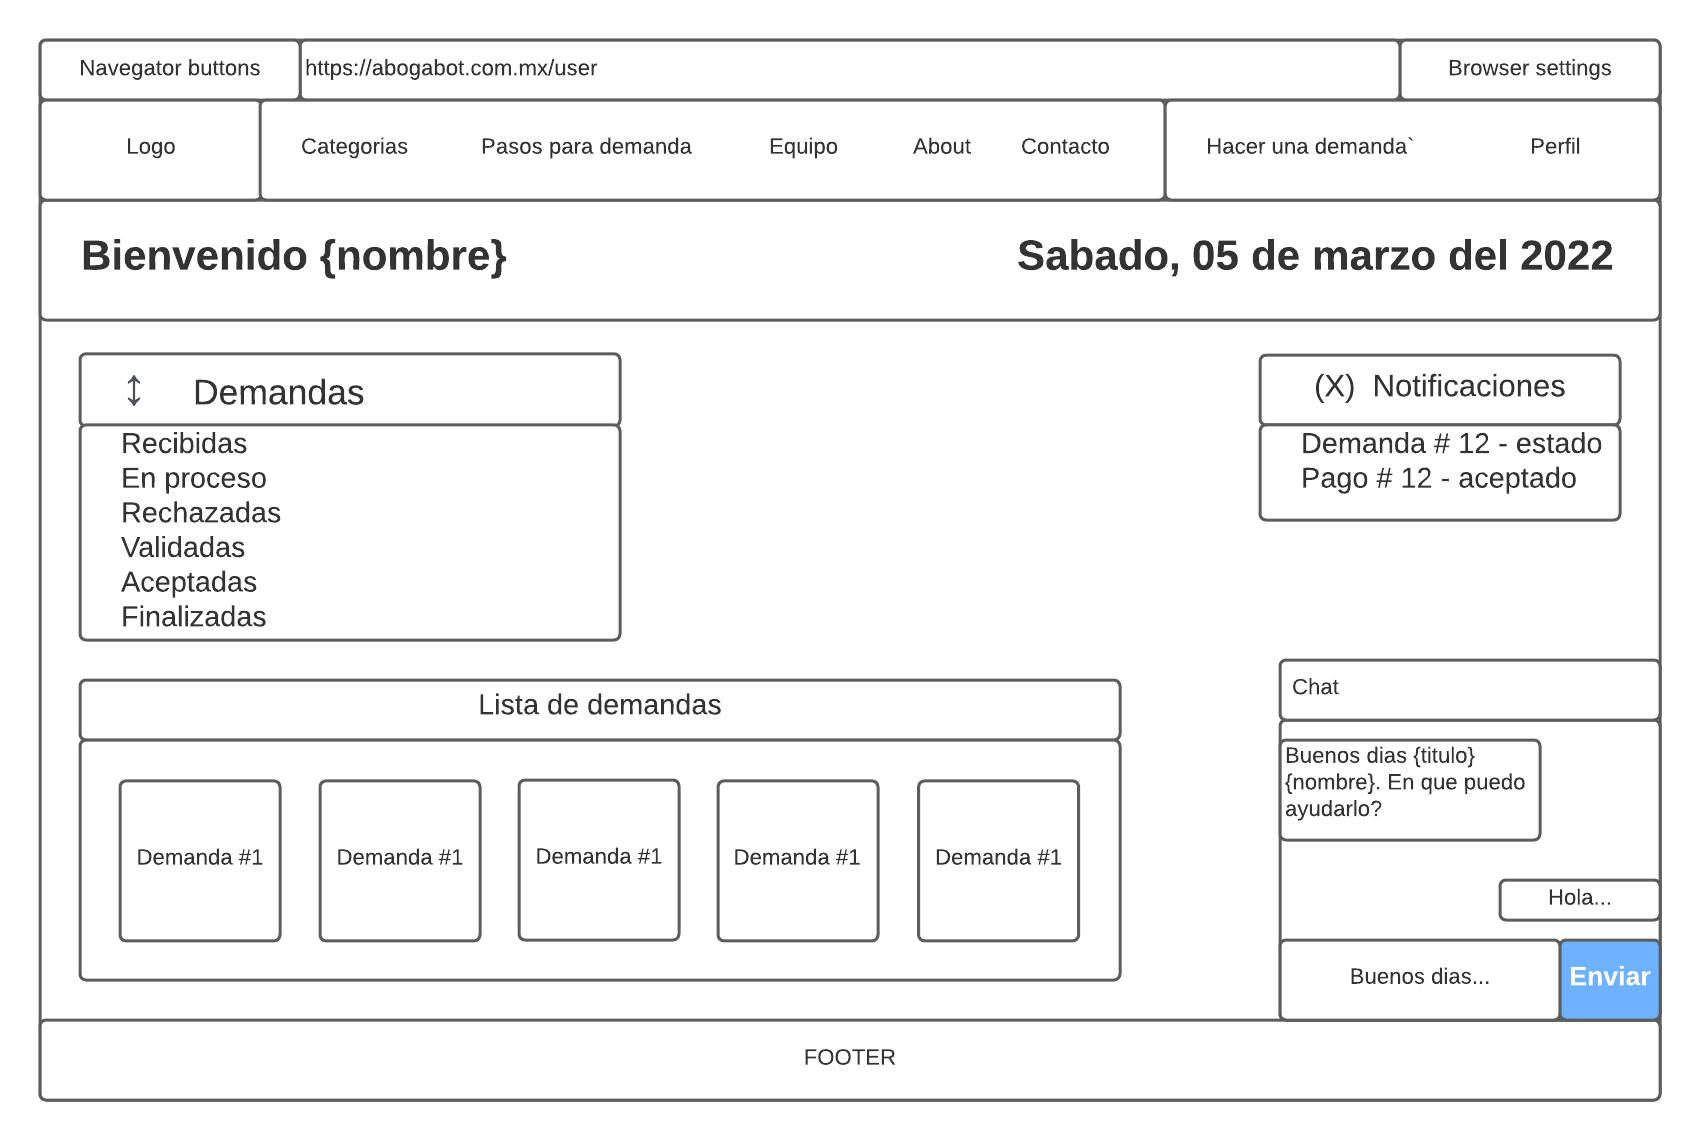 Navegator buttons
https://abogabot.com.mx/user
Browser settings
Logo
Categorias
Pasos para demanda
Equipo
About
Contacto
Hacer una demanda`
Perfil
Bienvenido {nombre}
Sabado, 05 de marzo del 2022
↕ Demandas
Recibidas
En proceso
Rechazadas
Validadas
Aceptadas
Finalizadas
(X) Notificaciones
Demanda # 12 - estado
Pago # 12 - aceptado
Lista de demandas
Demanda #1
Demanda #1
Demanda #1
Demanda #1
Demanda #1
Chat
Buenos dias {titulo}
{nombre}. En que puedo
ayudarlo?
Hola...
Buenos dias...
Enviar
FOOTER